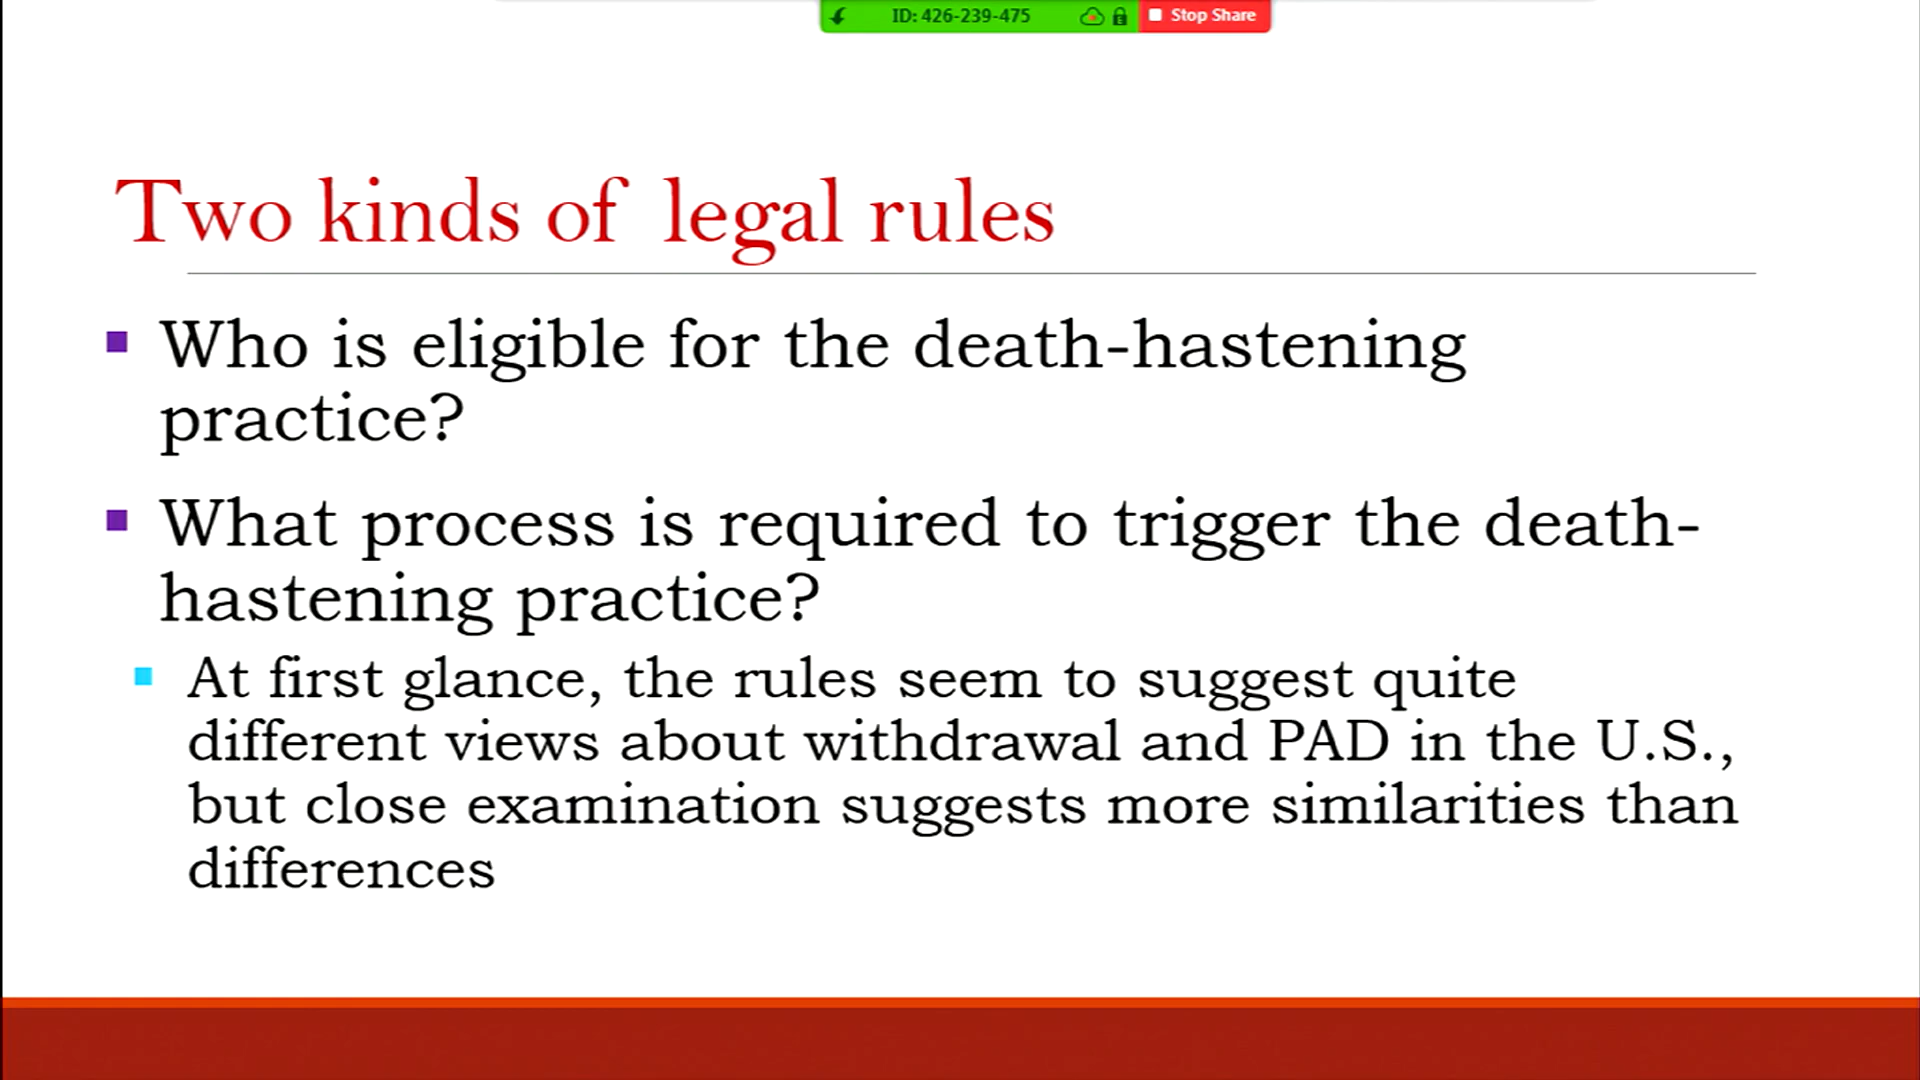 ID: 426-239-475
Stop Share
Two kinds of legal rules
Who is eligible for the death-hastening
practice?
What process is required to trigger the death-
hastening practice?
At first glance, the rules seem to suggest quite
different views about withdrawal and PAD in the U.S.,
but close examination suggests more similarities than
differences